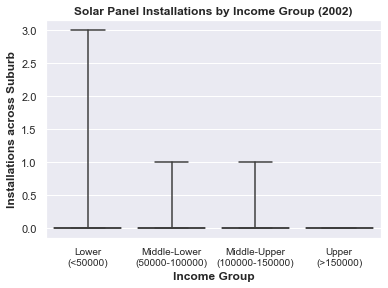 Solar Panel Installations by Income Group (2002)
Installations across Suburb
3.0
2.5
2.0
1.5
1.0
0.5
0.0
Lower
(<50000)
Middle-Lower
(50000-100000)
Middle-Upper
(100000-150000)
Upper
(>150000)
Income Group